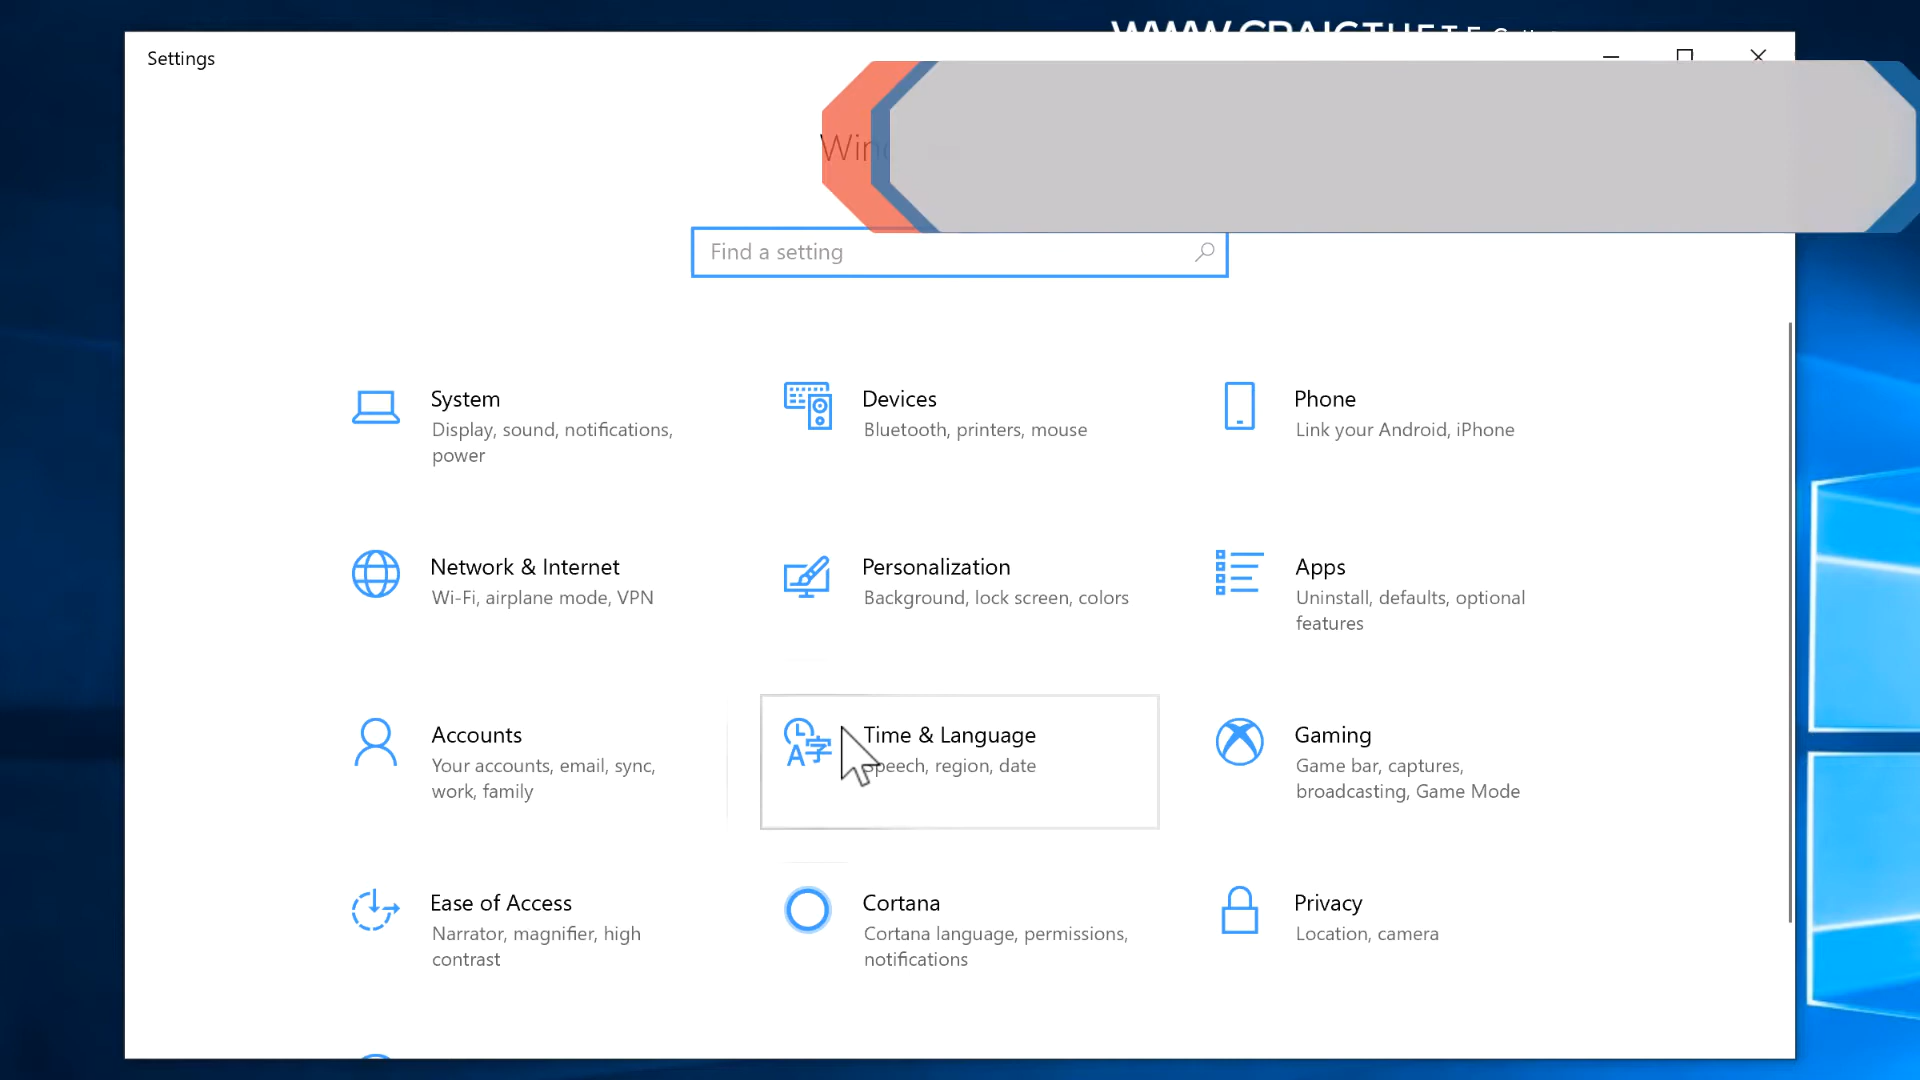 Settings
Find a setting
System
Display, sound, notifications,
power
Devices
Bluetooth, printers, mouse
Phone
Link your Android, iPhone
Network & Internet
Wi-Fi, airplane mode, VPN
Personalization
Background, lock screen, colors
Apps
Uninstall, defaults, optional
features
Accounts
Your accounts, email, sync,
work, family
Time & Language
Speech, region, date
Gaming
Game bar, captures,
broadcasting, Game Mode
Ease of Access
Narrator, magnifier, high
contrast
Cortana
Cortana language, permissions,
notifications
Privacy
Location, camera